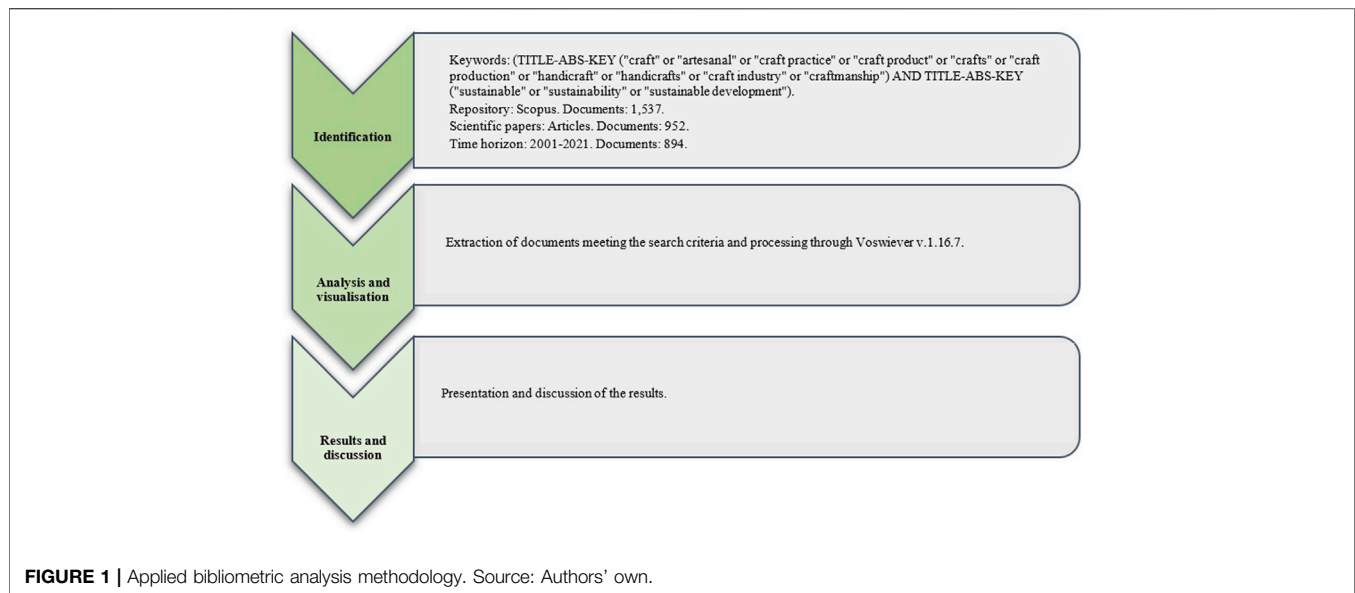 Identification
Keywords: (TITLE-ABS-KEY ("craft" or "artesanal" or "craft practice" or "craft product" or "crafts" or "craft
production" or "handicraft" or "handicrafts" or "craft industry" or "craftmanship") AND TITLE-ABS-KEY
("sustainable" or "sustainability" or "sustainable development").
Repository: Scopus. Documents: 1,537.
Scientific papers: Articles. Documents: 952.
Time horizon: 2001-2021. Documents: 894.
Analysis and
visualisation
Extraction of documents meeting the search criteria and processing through Voswiever v.1.16.7.
Results and
discussion
Presentation and discussion of the results.
FIGURE 1 | Applied bibliometric analysis methodology. Source: Authors' own.